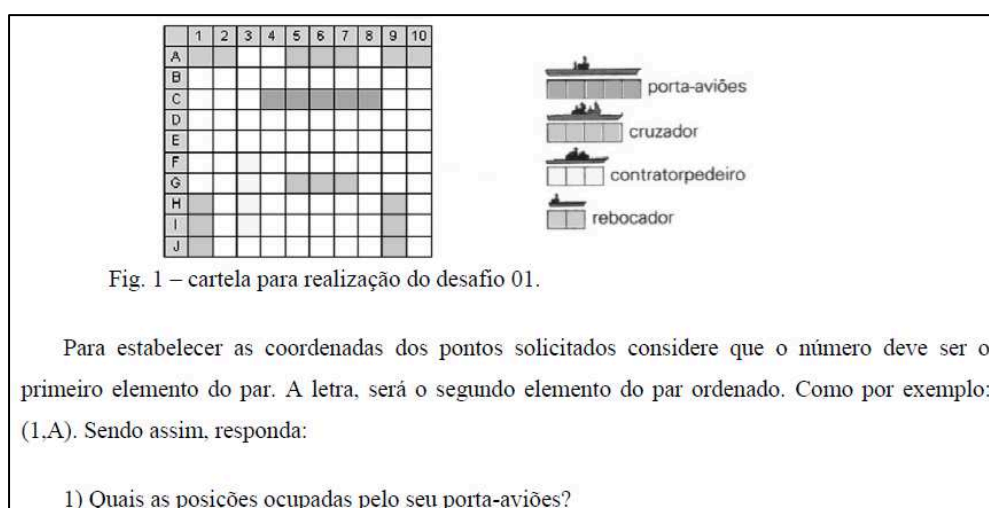 1 2 3 4 5 6 7 8 9 10
A
B
C
D
E
F
G
H
I
J
porta-aviões
cruzador
contratorpedeiro
rebocador
Fig. 1 – cartela para realização do desafio 01.
Para estabelecer as coordenadas dos pontos solicitados considere que o número deve ser o
primeiro elemento do par. A letra, será o segundo elemento do par ordenado. Como por exemplo:
(1,A). Sendo assim, responda:
1) Quais as posições ocupadas pelo seu porta-aviões?